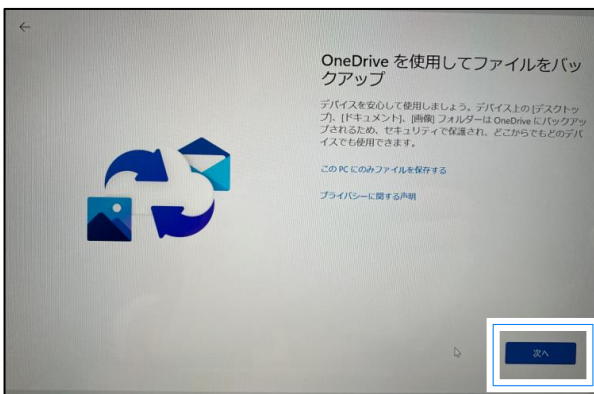 OneDrive を使用してファイルをバッ
クアップ
デバイスを安心して使用しましょう。デバイス上の [デスクトッ
プ]、[ドキュメント]、[画像] フォルダーは OneDrive にバックアッ
プされるため、セキュリティで保護され、どこからでもどのデバ
イスでも使用できます。
この PC にのみファイルを保存する
プライバシーに関する声明
次へ